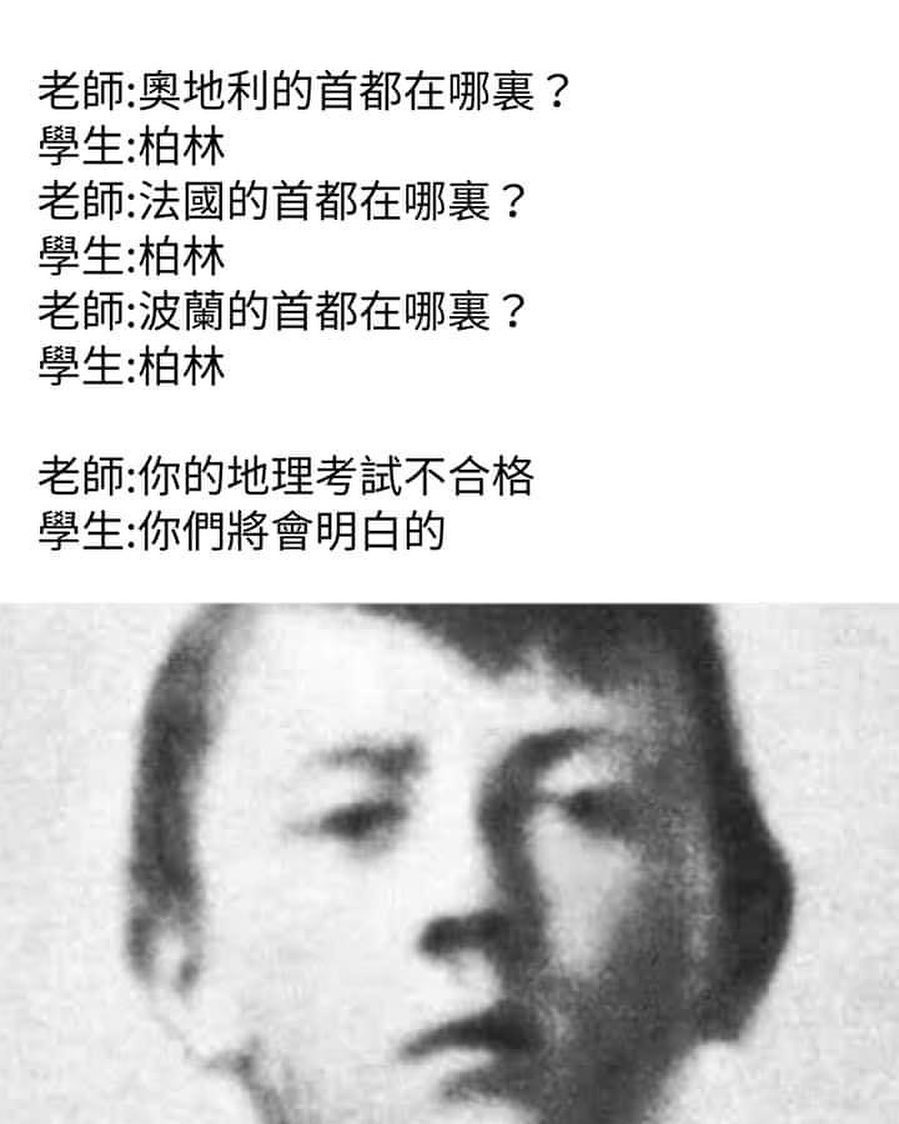 老師:奧地利的首都在哪裏？
學生:柏林
老師:法國的首都在哪裏？
學生:柏林
老師:波蘭的首都在哪裏？
學生:柏林
老師:你的地理考試不合格
學生:你們將會明白的